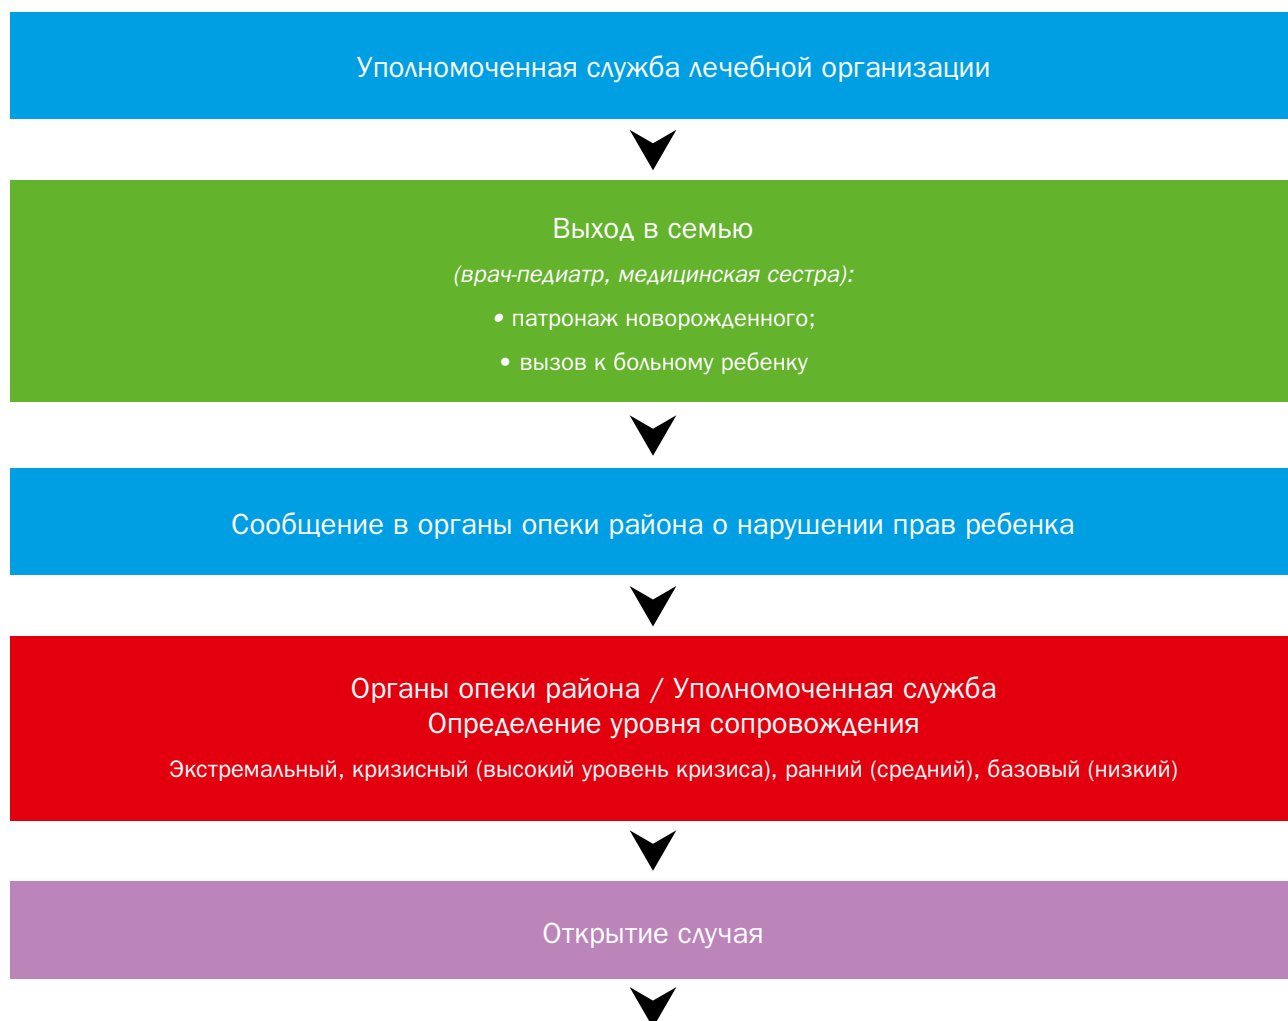 Уполномоченная служба лечебной организации
Выход в семью
(врач-педиатр, медицинская сестра):
• патронаж новорожденного;
• вызов к больному ребенку
Сообщение в органы опеки района о нарушении прав ребенка
Органы опеки района / Уполномоченная служба
Определение уровня сопровождения
Экстремальный, кризисный (высокий уровень кризиса), ранний (средний), базовый (низкий)
Открытие случая